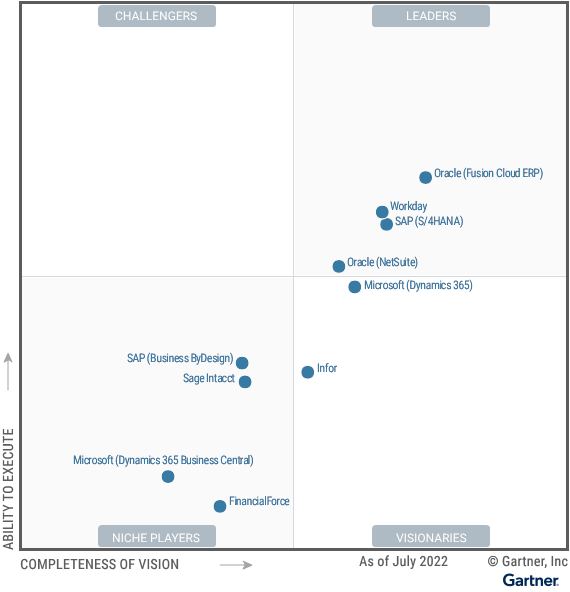 CHALLENGERS
LEADERS
Oracle (Fusion Cloud ERP)
Workday
SAP (S/4HANA)
Oracle (NetSuite)
Microsoft (Dynamics 365)
SAP (Business ByDesign)
Infor
Sage Intacct
Microsoft (Dynamics 365 Business Central)
FinancialForce
NICHE PLAYERS
VISIONARIES
ABILITY TO EXECUTE
COMPLETENESS OF VISION
As of July 2022
© Gartner, Inc
Gartner